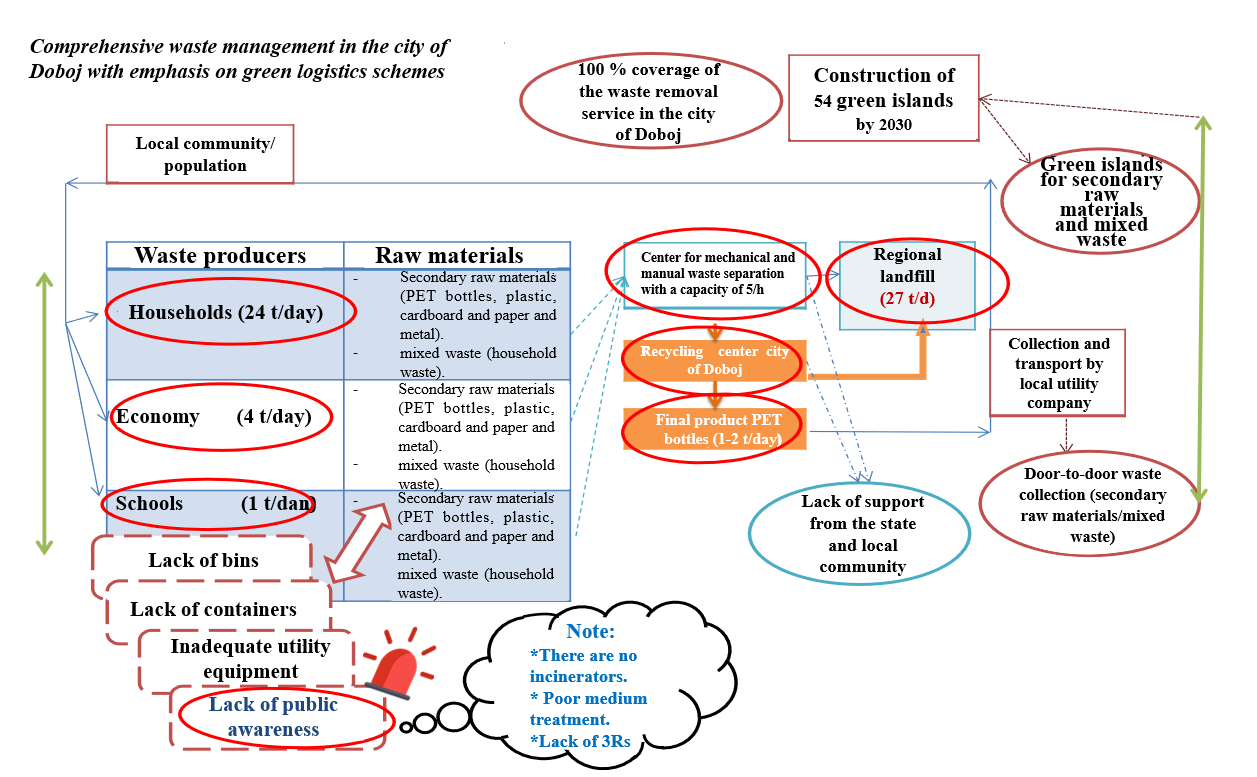 Comprehensive waste management in the city of
Doboj with emphasis on green logistics schemes
100 % coverage of
the waste removal
service in the city
of Doboj
Construction of
54 green islands
by 2030
Local community/
population
Green islands
for secondary
raw
materials
and mixed
waste
Waste producers
Raw materials
Households (24 t/day)
- Secondary raw materials
(PET bottles, plastic,
cardboard and paper and
metal).
- mixed waste (household
waste).
Economy (4 t/day)
- Secondary raw materials
(PET bottles, plastic,
cardboard and paper and
metal).
- mixed waste (household
waste).
Schools (1 t/dan)
- Secondary raw materials
(PET bottles, plastic,
cardboard and paper and
metal).
mixed waste (household
waste).
Center for mechanical and
manual waste separation
with a capacity of 5/h
Regional
landfill
(27 t/d)
Recycling center city
of Doboj
Final product PET
bottles (1-2 t/day)
Collection and
transport by
local utility
company
Lack of support
from the state
and local
community
Door-to-door waste
collection (secondary
raw materials/mixed
waste)
Lack of bins
Lack of containers
Inadequate utility
equipment
Lack of public
awareness
Note:
*There are no
incinerators.
* Poor medium
treatment.
*Lack of 3Rs